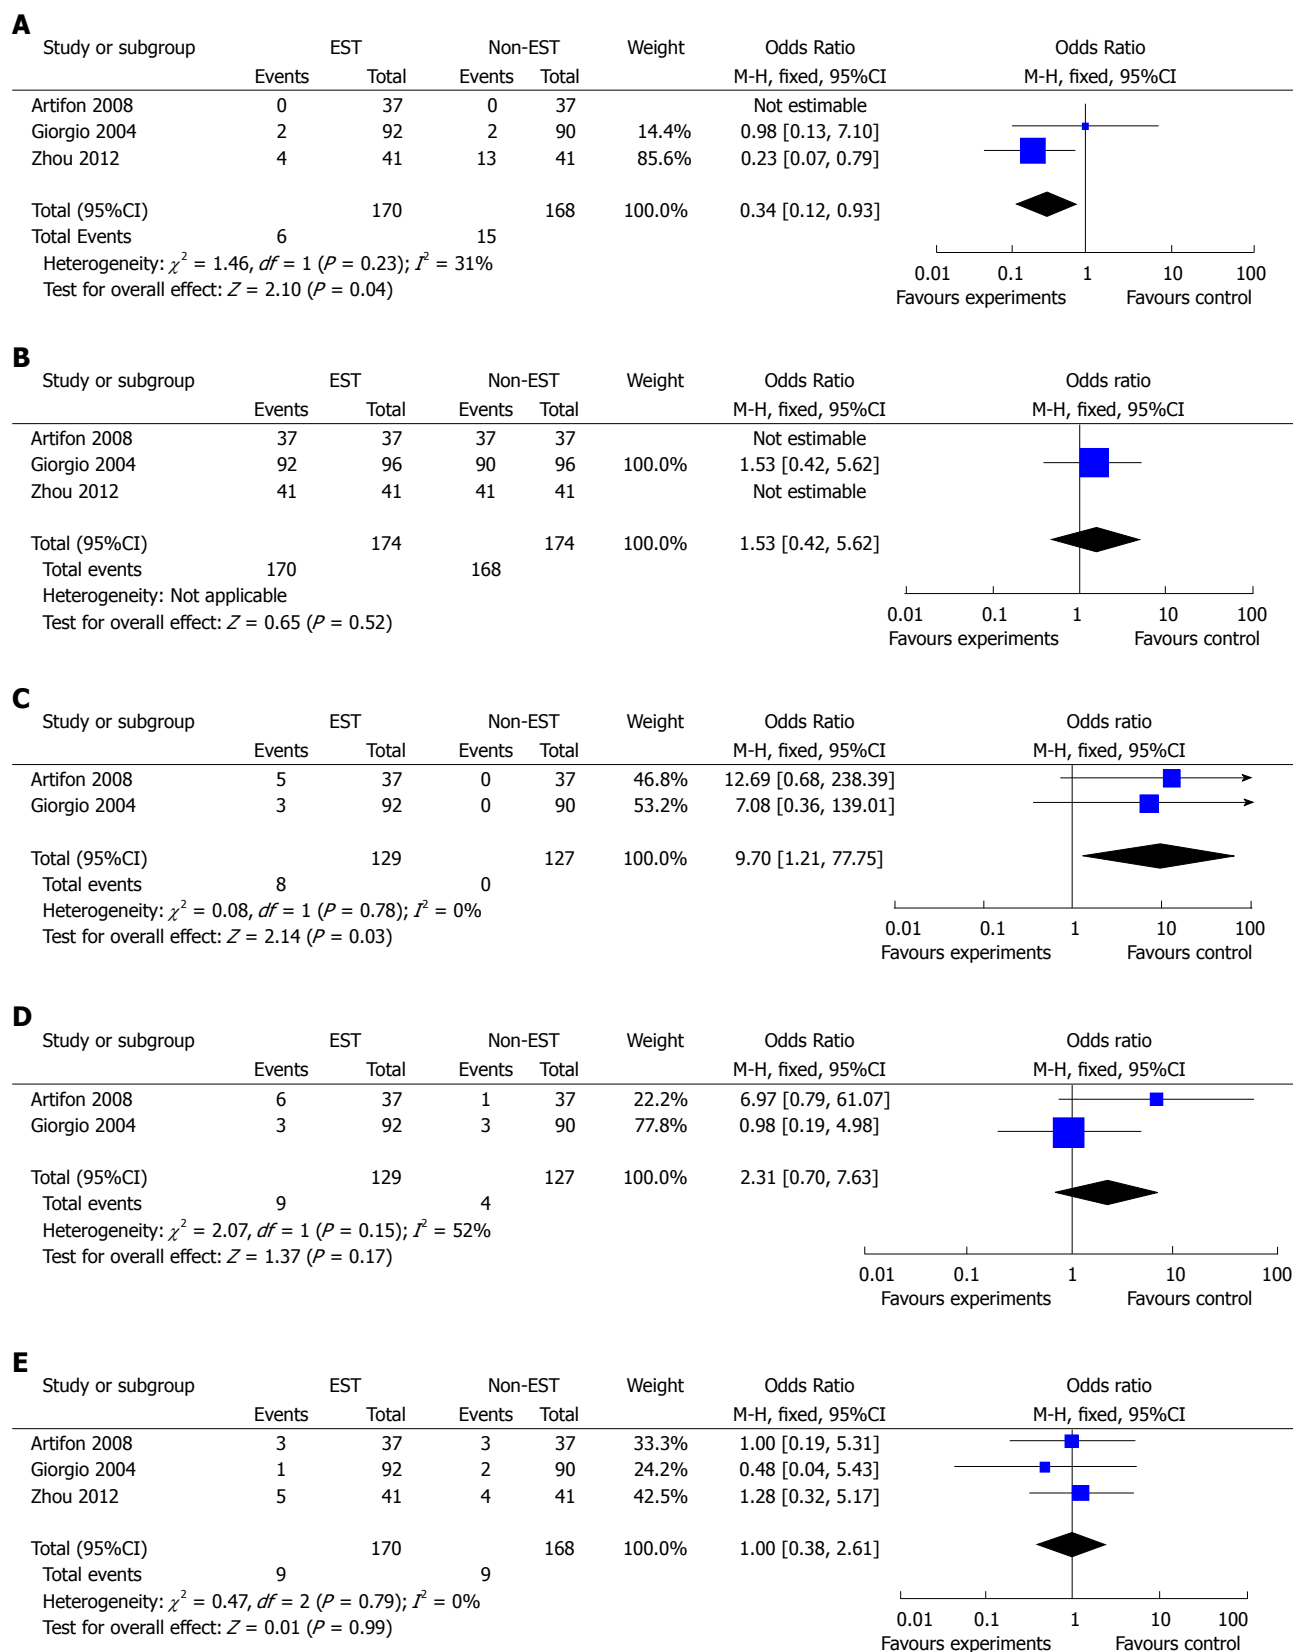 A
Study or subgroup EST Non-EST Weight Odds Ratio Odds Ratio
Events Total Events Total M-H, fixed, 95%CI M-H, fixed, 95%CI
Artifon 2008 0 37 0 37 Not estimable
Giorgio 2004 2 92 2 90 14.4% 0.98 [0.13, 7.10]
Zhou 2012 4 41 13 41 85.6% 0.23 [0.07, 0.79]
Total (95%CI) 170 168 100.0% 0.34 [0.12, 0.93]
Total Events 6 15
Heterogeneity: χ² = 1.46, df = 1 (P = 0.23); I² = 31%
Test for overall effect: Z = 2.10 (P = 0.04)
0.01 0.1 1 10 100
Favours experiments Favours control
B
Study or subgroup EST Non-EST Weight Odds Ratio Odds ratio
Events Total Events Total M-H, fixed, 95%CI M-H, fixed, 95%CI
Artifon 2008 37 37 37 37 Not estimable
Giorgio 2004 92 96 90 96 100.0% 1.53 [0.42, 5.62]
Zhou 2012 41 41 41 41 Not estimable
Total (95%CI) 174 174 100.0% 1.53 [0.42, 5.62]
Total events 170 168
Heterogeneity: Not applicable
Test for overall effect: Z = 0.65 (P = 0.52)
0.01 0.1 1 10 100
Favours experiments Favours control
C
Study or subgroup EST Non-EST Weight Odds Ratio Odds ratio
Events Total Events Total M-H, fixed, 95%CI M-H, fixed, 95%CI
Artifon 2008 5 37 0 37 46.8% 12.69 [0.68, 238.39]
Giorgio 2004 3 92 0 90 53.2% 7.08 [0.36, 139.01]
Total (95%CI) 129 127 100.0% 9.70 [1.21, 77.75]
Total events 8 0
Heterogeneity: χ² = 0.08, df = 1 (P = 0.78); I² = 0%
Test for overall effect: Z = 2.14 (P = 0.03)
0.01 0.1 1 10 100
Favours experiments Favours control
D
Study or subgroup EST Non-EST Weight Odds Ratio Odds ratio
Events Total Events Total M-H, fixed, 95%CI M-H, fixed, 95%CI
Artifon 2008 6 37 1 37 22.2% 6.97 [0.79, 61.07]
Giorgio 2004 3 92 3 90 77.8% 0.98 [0.19, 4.98]
Total (95%CI) 129 127 100.0% 2.31 [0.70, 7.63]
Total events 9 4
Heterogeneity: χ² = 2.07, df = 1 (P = 0.15); I² = 52%
Test for overall effect: Z = 1.37 (P = 0.17)
0.01 0.1 1 10 100
Favours experiments Favours control
E
Study or subgroup EST Non-EST Weight Odds Ratio Odds ratio
Events Total Events Total M-H, fixed, 95%CI M-H, fixed, 95%CI
Artifon 2008 3 37 3 37 33.3% 1.00 [0.19, 5.31]
Giorgio 2004 1 92 2 90 24.2% 0.48 [0.04, 5.43]
Zhou 2012 5 41 4 41 42.5% 1.28 [0.32, 5.17]
Total (95%CI) 170 168 100.0% 1.00 [0.38, 2.61]
Total events 9 9
Heterogeneity: χ² = 0.47, df = 2 (P = 0.79); I² = 0%
Test for overall effect: Z = 0.01 (P = 0.99)
0.01 0.1 1 10 100
Favours experiments Favours control